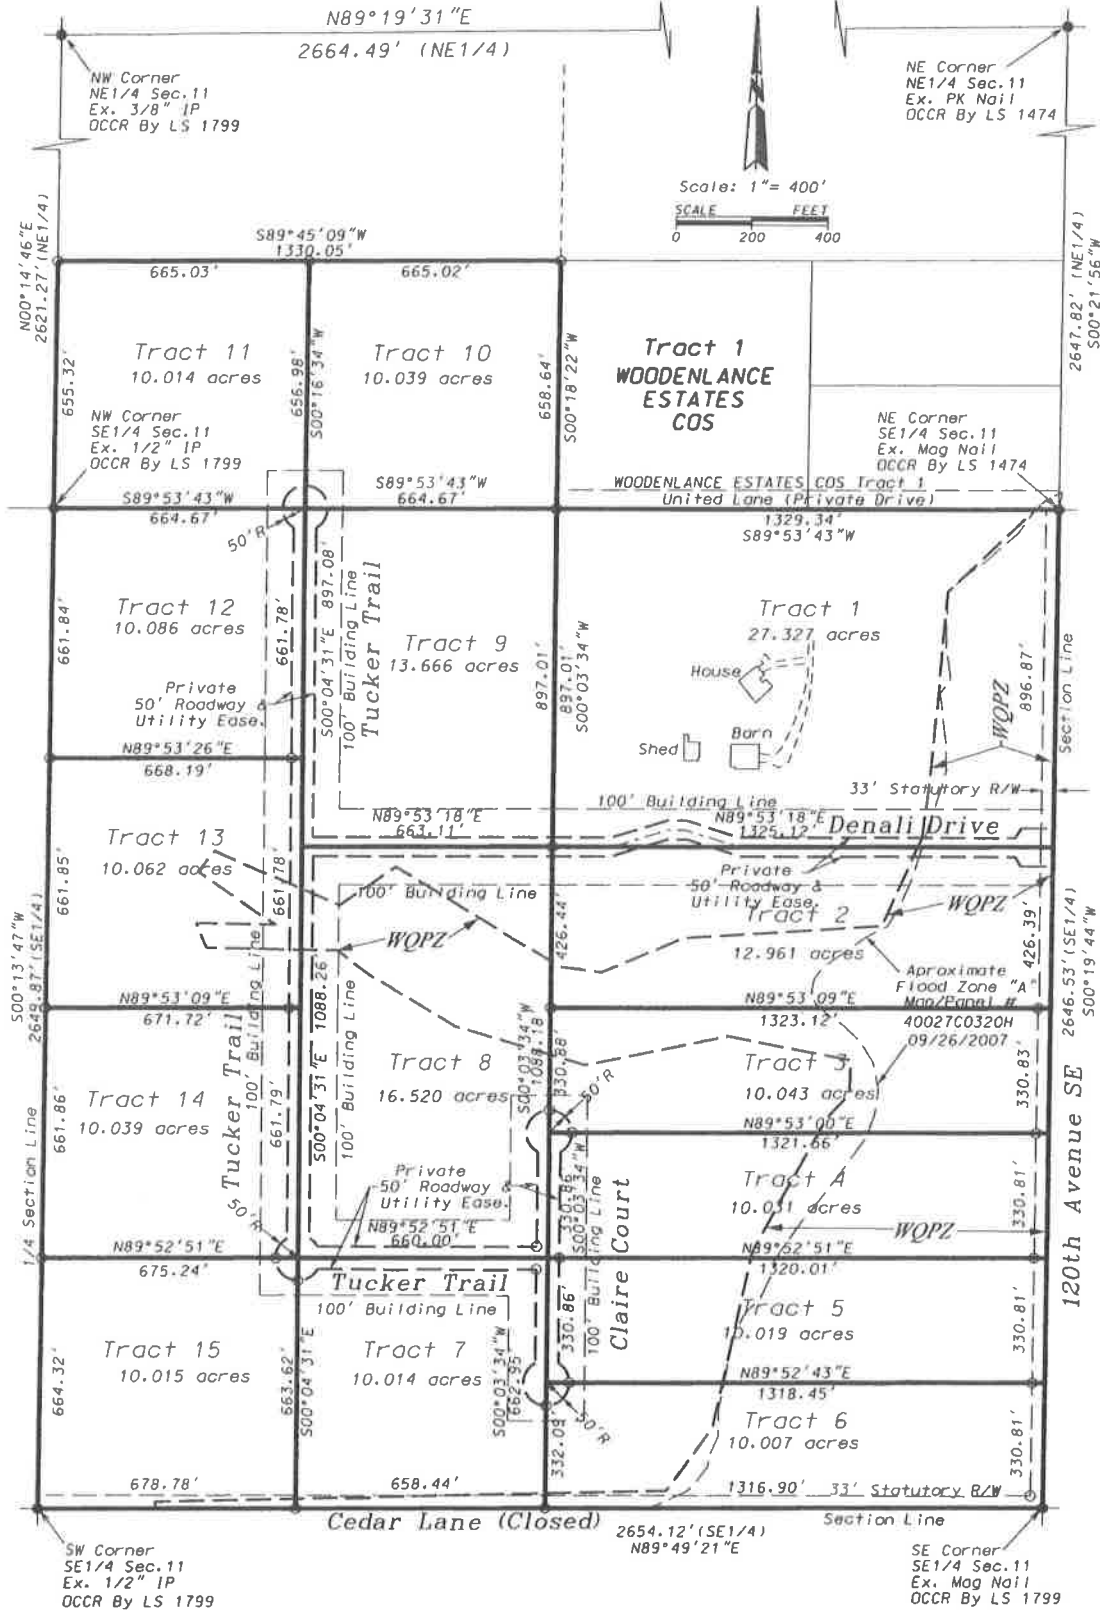 N89°19'31"E
2664.49' (NE1/4)
NW Corner
NE1/4 Sec.11
Ex. 3/8" IP
OCCR By LS 1799
NE Corner
NE1/4 Sec.11
Ex. PK Nail
OCCR By LS 1474
N
Scale: 1"= 400'
SCALE FEET
0 200 400
N00°14'46"E
2621.27' (NE1/4)
2647.82' (NE1/4)
S00°21'56"W
S89°45'09"W
1330.05'
665.03'
665.02'
Tract 11
10.014 acres
655.32'
656.98'
S00°16'34"W
Tract 10
10.039 acres
658.64'
S00°18'22"W
Tract 1
WOODENLANCE
ESTATES
COS
NW Corner
SE1/4 Sec.11
Ex. 1/2" IP
OCCR By LS 1799
NE Corner
SE1/4 Sec.11
Ex. Mag Nail
OCCR By LS 1474
S89°53'43"W
664.67'
S89°53'43"W
664.67'
WOODENLANCE ESTATES COS Tract 1
United Lane (Private Drive)
1329.34'
S89°53'43"W
50'R
Tract 12
10.086 acres
661.84'
661.78'
S00°04'31"E 897.08'
100' Building Line
Tucker Trail
Tract 9
13.666 acres
897.01'
897.01'
S00°03'34"W
Tract 1
27.327 acres
House
Shed
Barn
WQPZ
896.87'
Section Line
Private
50' Roadway &
Utility Ease.
N89°53'26"E
668.19'
33' Statutory R/W
100' Building Line
N89°53'18"E
663.11'
N89°53'18"E
1325.12'
Denali Drive
Tract 13
10.062 acres
661.85'
661.78'
100' Building Line
WQPZ
Private
50' Roadway &
Utility Ease.
Tract 2
12.961 acres
WQPZ
426.44'
426.39'
Aproximate
Flood Zone "A"
Map/Panel #
40027C0320H
09/26/2007
S00°13'47"W
2649.87' (SE1/4)
2646.53' (SE1/4)
S00°19'44"W
N89°53'09"E
671.72'
N89°53'09"E
1323.12'
Tucker Trail
100' Building Line
S00°04'31"E 1088.26
100' Building Line
Tract 8
16.520 acres
S00°03'34"W
1088.18'
330.88'
50'R
Tract 3
10.043 acres
330.83'
Tract 14
10.039 acres
661.86'
661.79'
N89°53'00"E
1321.66'
Tract 4
10.031 acres
330.81'
WQPZ
120th Avenue SE
1/4 Section Line
Private
50' Roadway &
Utility Ease.
330.86
S00°03'34"W
100' Building Line
Claire Court
50'R
N89°52'51"E
660.00'
N89°52'51"E
675.24'
N89°52'51"E
1320.01'
Tucker Trail
100' Building Line
Tract 5
10.019 acres
330.86'
330.81'
Tract 15
10.015 acres
664.32'
663.62'
S00°04'31"E
Tract 7
10.014 acres
S00°03'34"W
662.95
N89°52'43"E
1318.45'
50'R
Tract 6
10.007 acres
332.09'
330.81'
678.78'
658.44'
1316.90'
33' Statutory R/W
Cedar Lane (Closed)
2654.12' (SE1/4)
N89°49'21"E
Section Line
SW Corner
SE1/4 Sec.11
Ex. 1/2" IP
OCCR By LS 1799
SE Corner
SE1/4 Sec.11
Ex. Mag Nail
OCCR By LS 1799